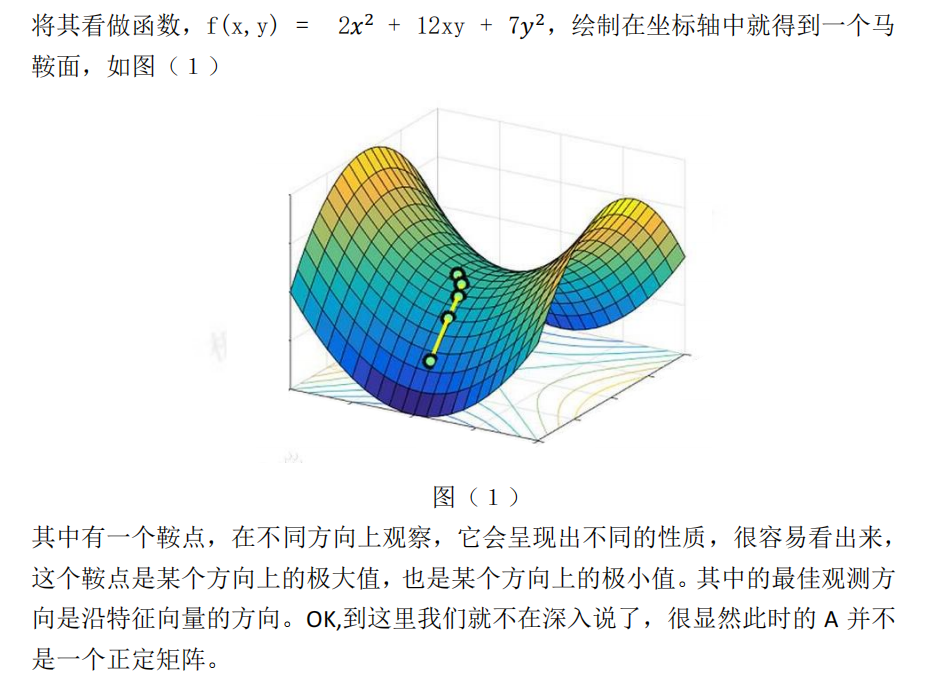 将其看做函数，f(x,y) = 2x² + 12xy + 7y²，绘制在坐标轴中就得到一个马
鞍面，如图（１）
图（１）
其中有一个鞍点，在不同方向上观察，它会呈现出不同的性质，很容易看出来，
这个鞍点是某个方向上的极大值，也是某个方向上的极小值。其中的最佳观测方
向是沿特征向量的方向。OK,到这里我们就不在深入说了，很显然此时的 A 并不
是一个正定矩阵。